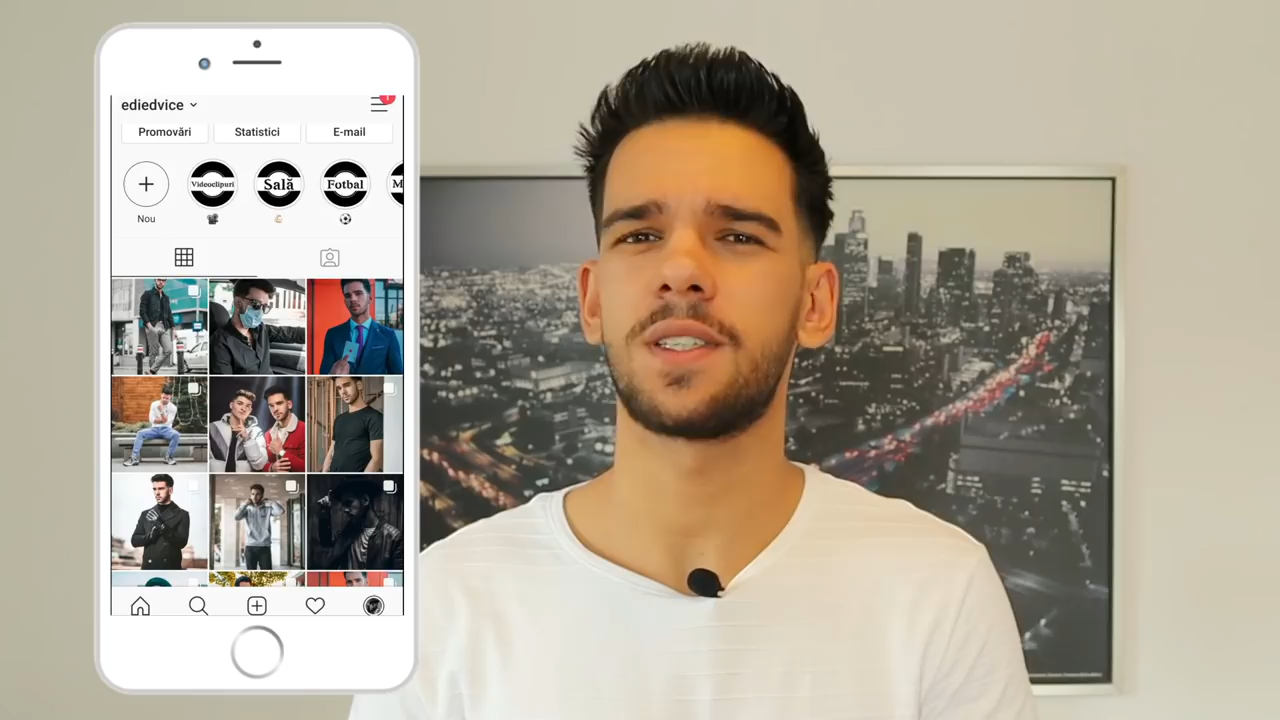 ediedvice
Promovări
Statistici
E-mail
Videoclipuri
Sală
Fotbal
M
Nou